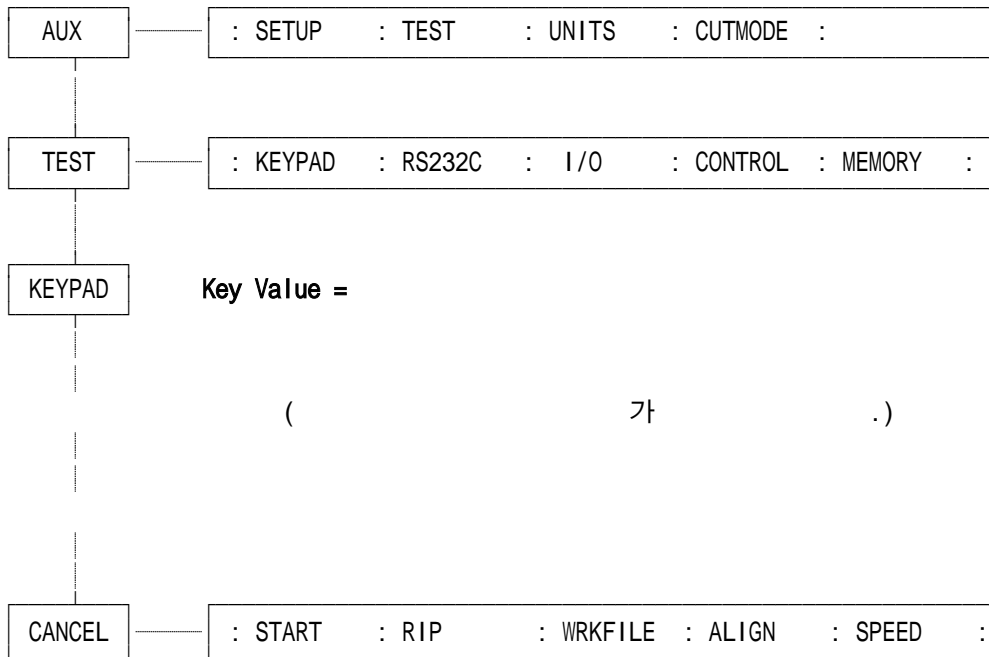 AUX : SETUP : TEST : UNITS : CUTMODE :
TEST : KEYPAD : RS232C : I/O : CONTROL : MEMORY :
KEYPAD Key Value =
( 가 .)
CANCEL : START : RIP : WRKFILE : ALIGN : SPEED :